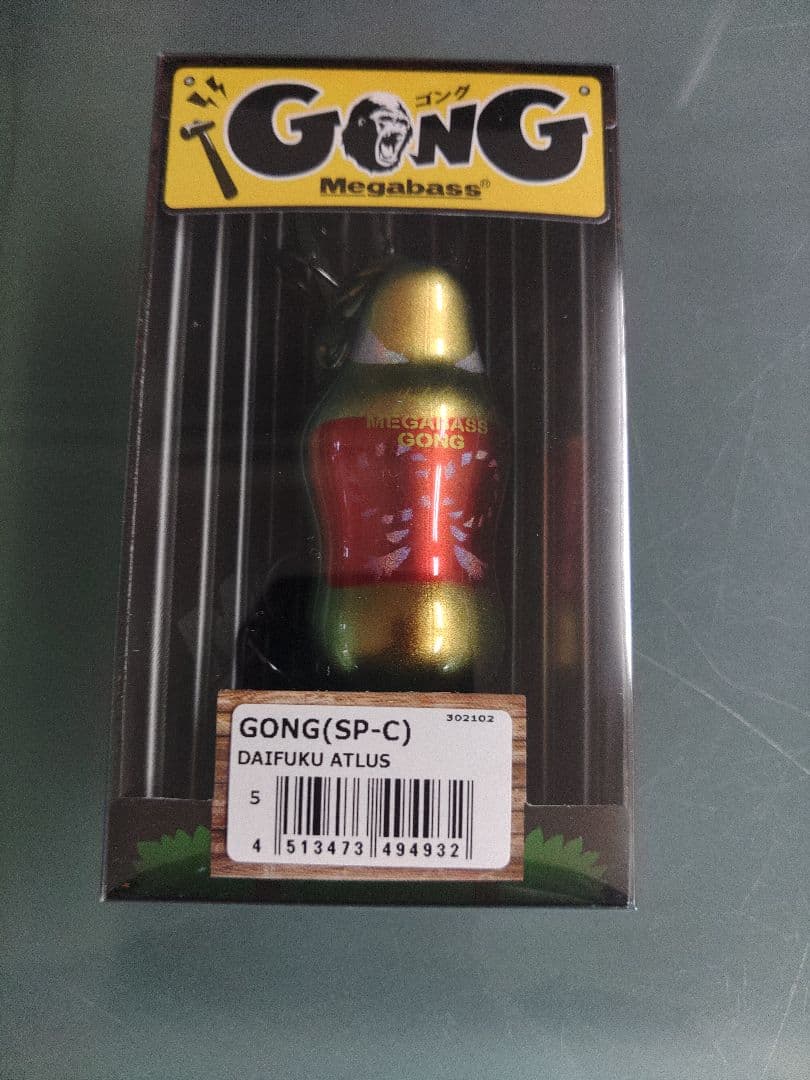 ゴング
GONG
Megabass®
MEGABASS
GONG
302102
GONG(SP-C)
DAIFUKU ATLUS
5
4 513473 494932